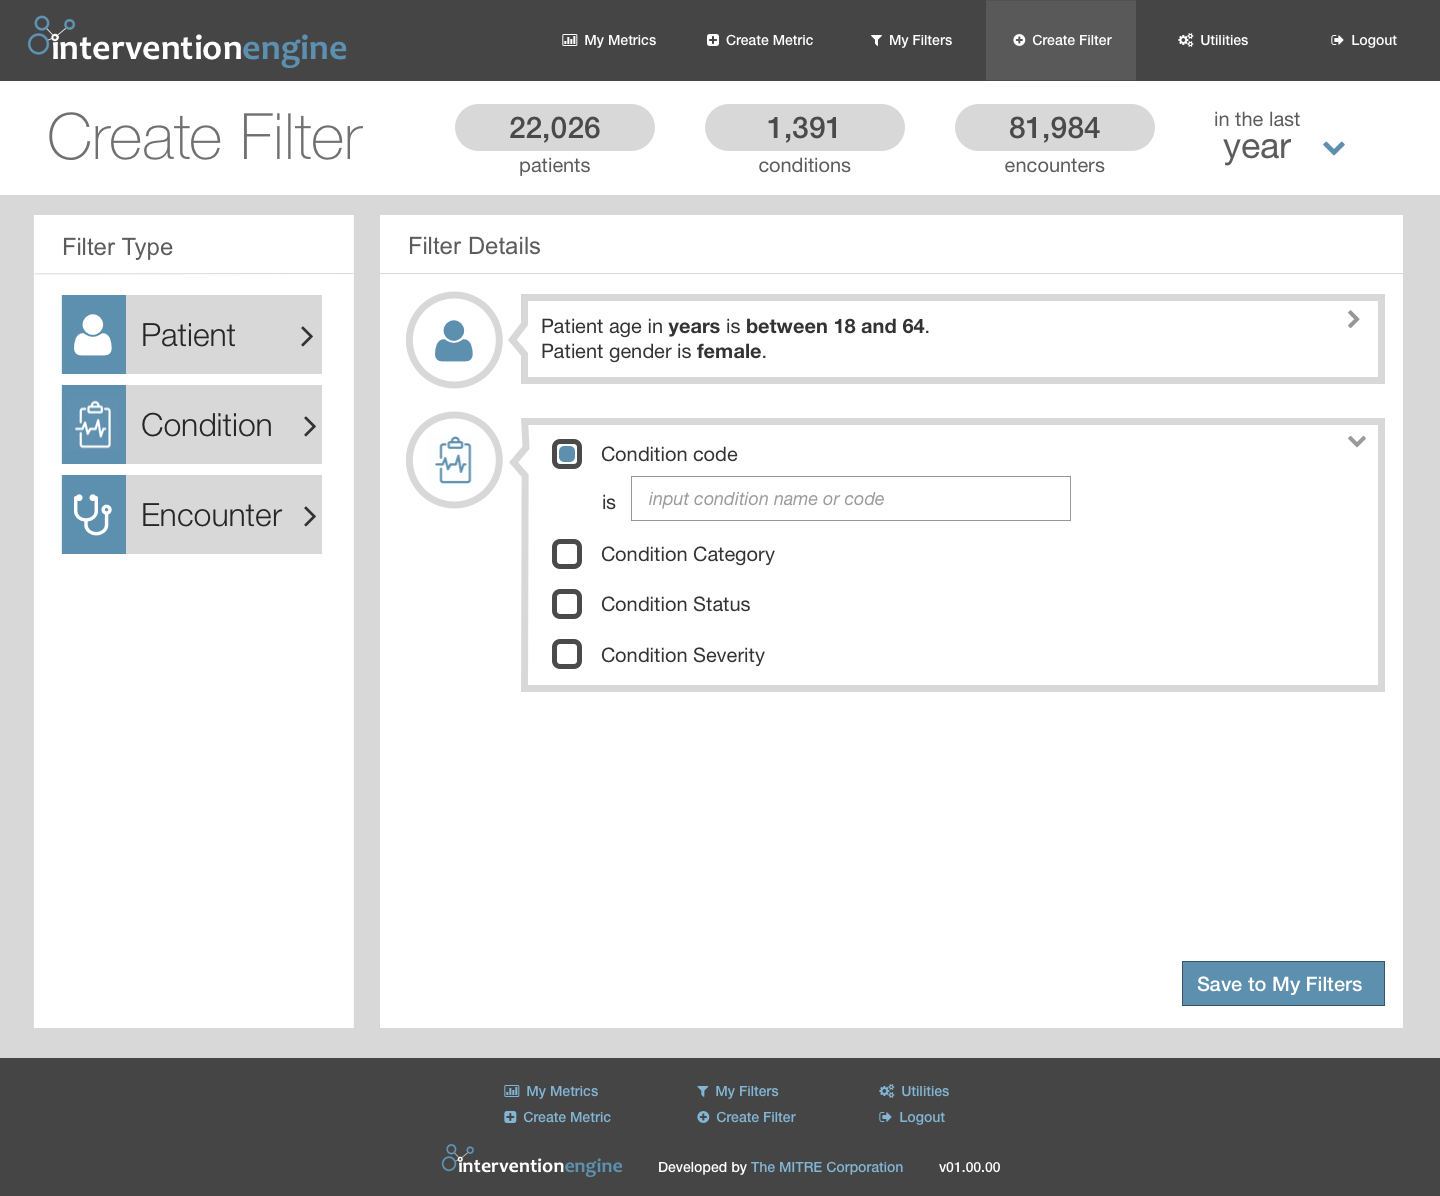 interventionengine
My Metrics
Create Metric
My Filters
Create Filter
Utilities
Logout
Create Filter
22,026
patients
1,391
conditions
81,984
encounters
in the last
year
Filter Type
Patient
Condition
Encounter
Filter Details
Patient age in years is between 18 and 64.
Patient gender is female.
Condition code
is
input condition name or code
Condition Category
Condition Status
Condition Severity
Save to My Filters
My Metrics
My Filters
Utilities
Create Metric
Create Filter
Logout
interventionengine
Developed by The MITRE Corporation
v01.00.00